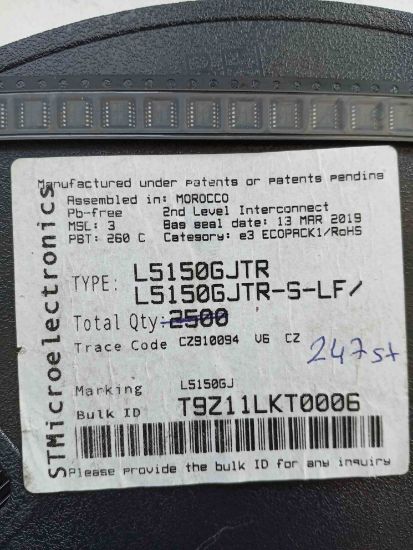 STMicroelectronics
Manufactured under patents or patents pending
Assembled in: MOROCCO
Pb-free 2nd Level Interconnect
MSL: 3 Bag seal date: 13 MAR 2019
PBT: 260 C Category: e3 ECOPACK1/RoHS
TYPE: L5150GJTR
L5150GJTR-S-LF/
Total Qty: 2500
Trace Code CZ910094 V6 CZ
247st
Marking L5150GJ
Bulk ID T9Z11LKT0006
Please provide the bulk ID for any inquiry